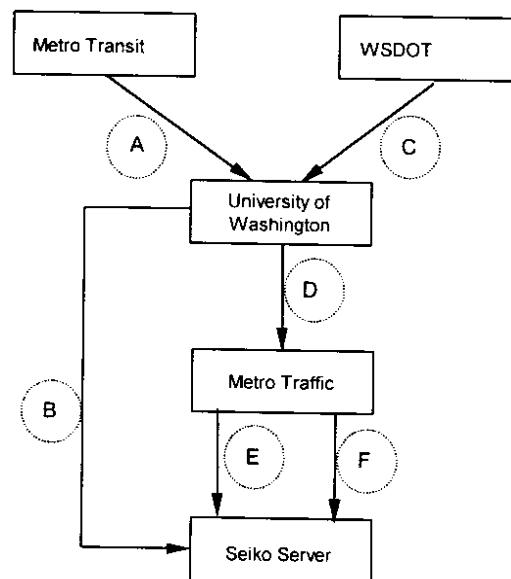 Metro Transit
WSDOT
A
C
University of
Washington
D
Metro Traffic
B
E
F
Seiko Server